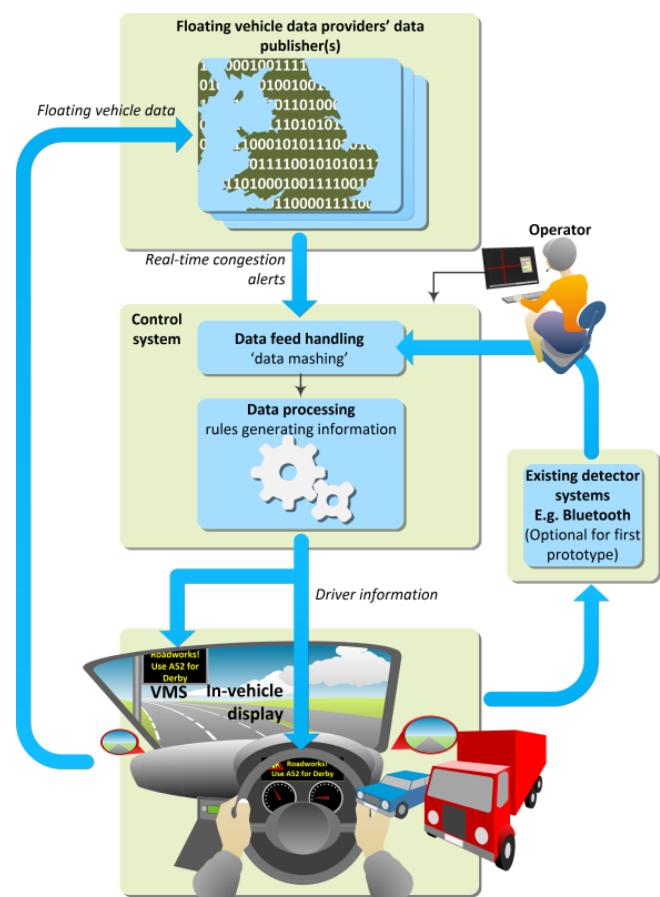 Floating vehicle data providers' data
publisher(s)
Floating vehicle data
Real-time congestion
alerts
Operator
Control
system
Data feed handling
'data mashing'
Data processing
rules generating information
Existing detector
systems
E.g. Bluetooth
(Optional for first
prototype)
Driver information
Roadworks!
Use A52 for
Derby
VMS
In-vehicle
display
Roadworks!
Use A52 for Derby